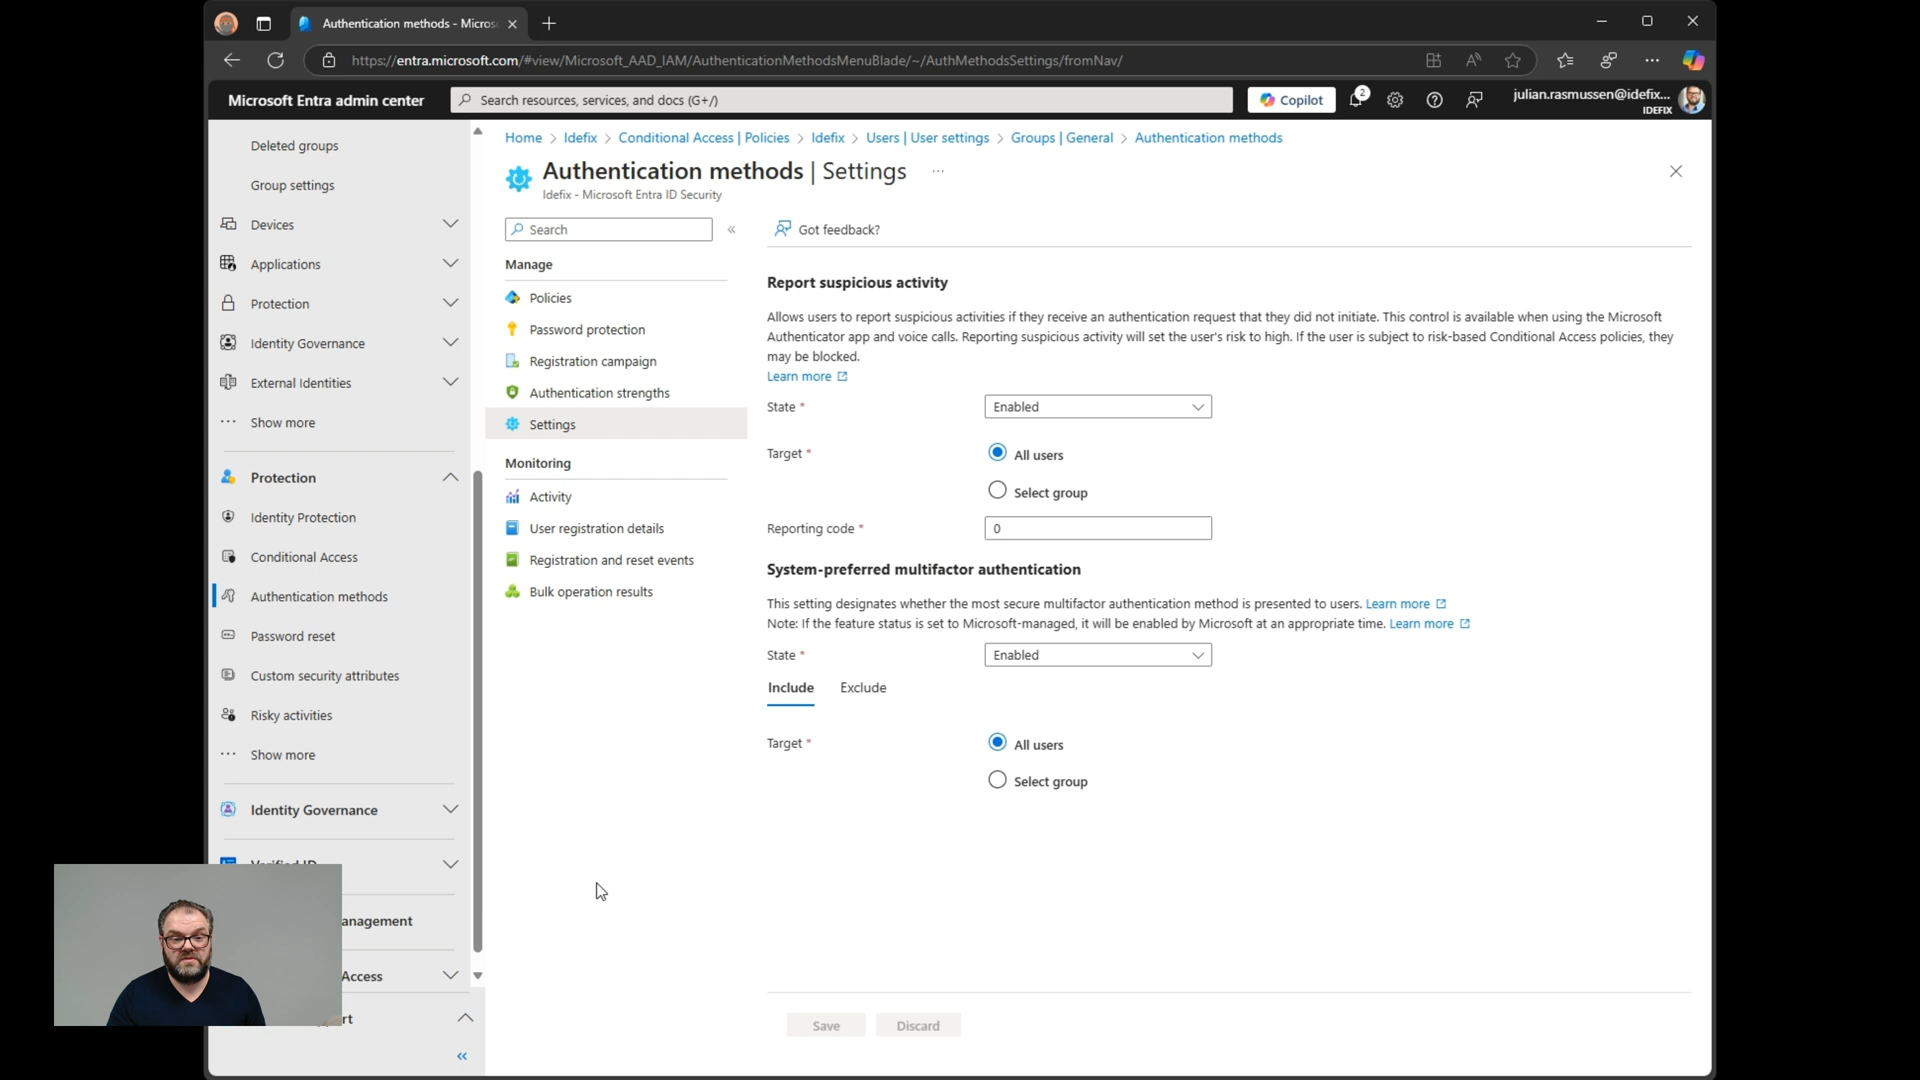 Authentication methods - Micros
https://entra.microsoft.com/#view/Microsoft_AAD_IAM/AuthenticationMethodsMenuBlade/~/AuthMethodsSettings/fromNav/
Microsoft Entra admin center
Search resources, services, and docs (G+/)
Copilot
2
julian.rasmussen@idefix...
IDEFIX
Deleted groups
Group settings
Devices
Applications
Protection
Identity Governance
External Identities
Show more
Protection
Identity Protection
Conditional Access
Authentication methods
Password reset
Custom security attributes
Risky activities
Show more
Identity Governance
Verified ID
anagement
Access
rt
Home > Idefix > Conditional Access | Policies > Idefix > Users | User settings > Groups | General > Authentication methods
Authentication methods | Settings ...
Idefix - Microsoft Entra ID Security
Search
Manage
Policies
Password protection
Registration campaign
Authentication strengths
Settings
Monitoring
Activity
User registration details
Registration and reset events
Bulk operation results
Got feedback?
Report suspicious activity
Allows users to report suspicious activities if they receive an authentication request that they did not initiate. This control is available when using the Microsoft
Authenticator app and voice calls. Reporting suspicious activity will set the user's risk to high. If the user is subject to risk-based Conditional Access policies, they
may be blocked.
Learn more
State * Enabled
Target * All users
Select group
Reporting code * 0
System-preferred multifactor authentication
This setting designates whether the most secure multifactor authentication method is presented to users. Learn more
Note: If the feature status is set to Microsoft-managed, it will be enabled by Microsoft at an appropriate time. Learn more
State * Enabled
Include Exclude
Target * All users
Select group
Save Discard